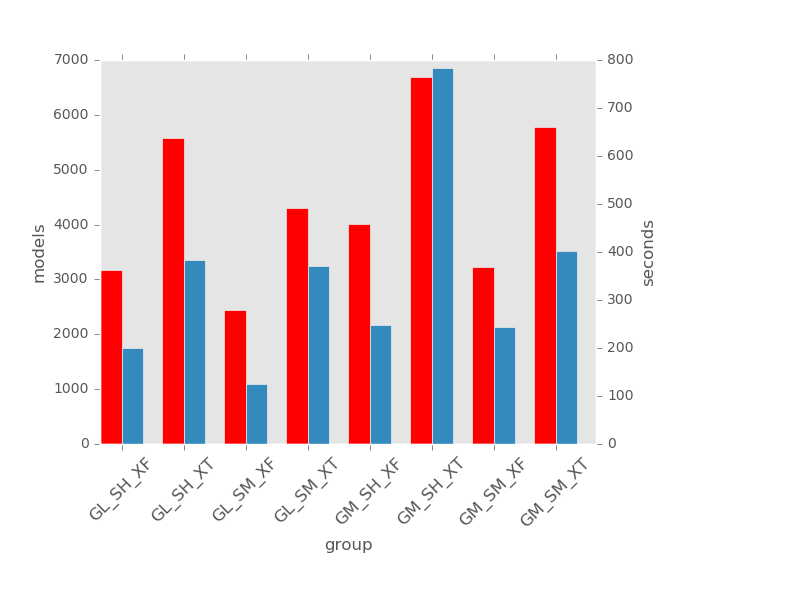 7000
6000
5000
4000
3000
2000
1000
0
models
800
700
600
500
400
300
200
100
0
seconds
GL_SH_XF
GL_SH_XT
GL_SM_XF
GL_SM_XT
GM_SH_XF
GM_SH_XT
GM_SM_XF
GM_SM_XT
group